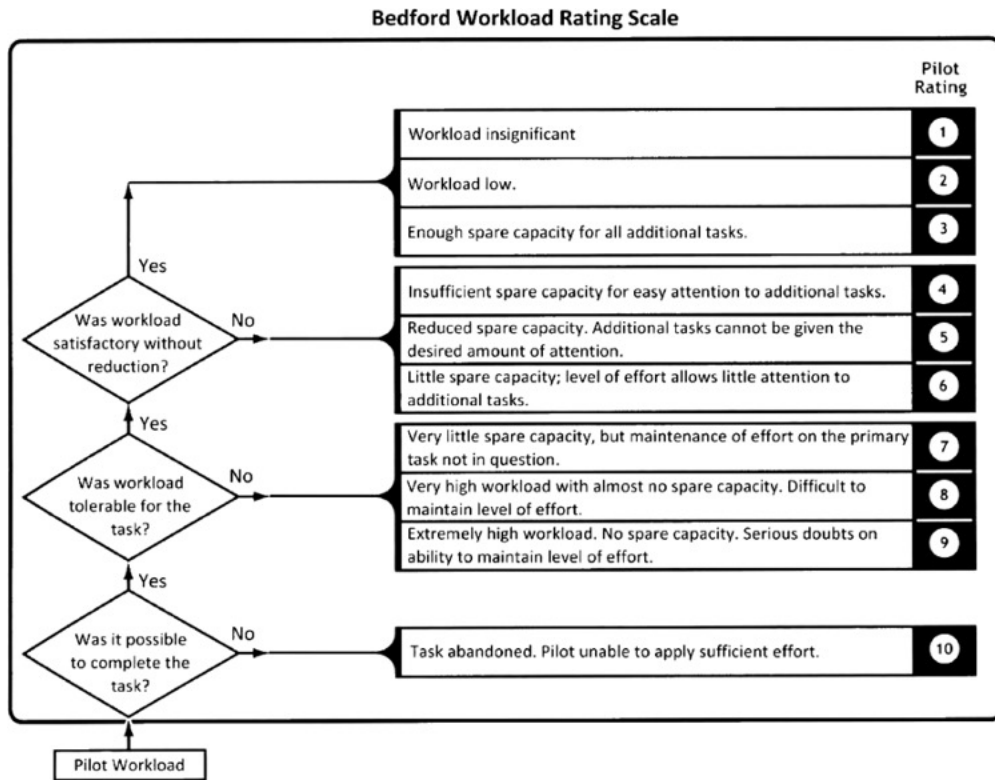 Bedford Workload Rating Scale
Pilot
Rating
Workload insignificant
1
Workload low.
2
Enough spare capacity for all additional tasks.
3
Yes
Was workload
satisfactory without
reduction?
No
Insufficient spare capacity for easy attention to additional tasks.
4
Reduced spare capacity. Additional tasks cannot be given the
desired amount of attention.
5
Little spare capacity; level of effort allows little attention to
additional tasks.
6
Yes
Was workload
tolerable for the
task?
No
Very little spare capacity, but maintenance of effort on the primary
task not in question.
7
Very high workload with almost no spare capacity. Difficult to
maintain level of effort.
8
Extremely high workload. No spare capacity. Serious doubts on
ability to maintain level of effort.
9
Yes
Was it possible
to complete the
task?
No
Task abandoned. Pilot unable to apply sufficient effort.
10
Pilot Workload